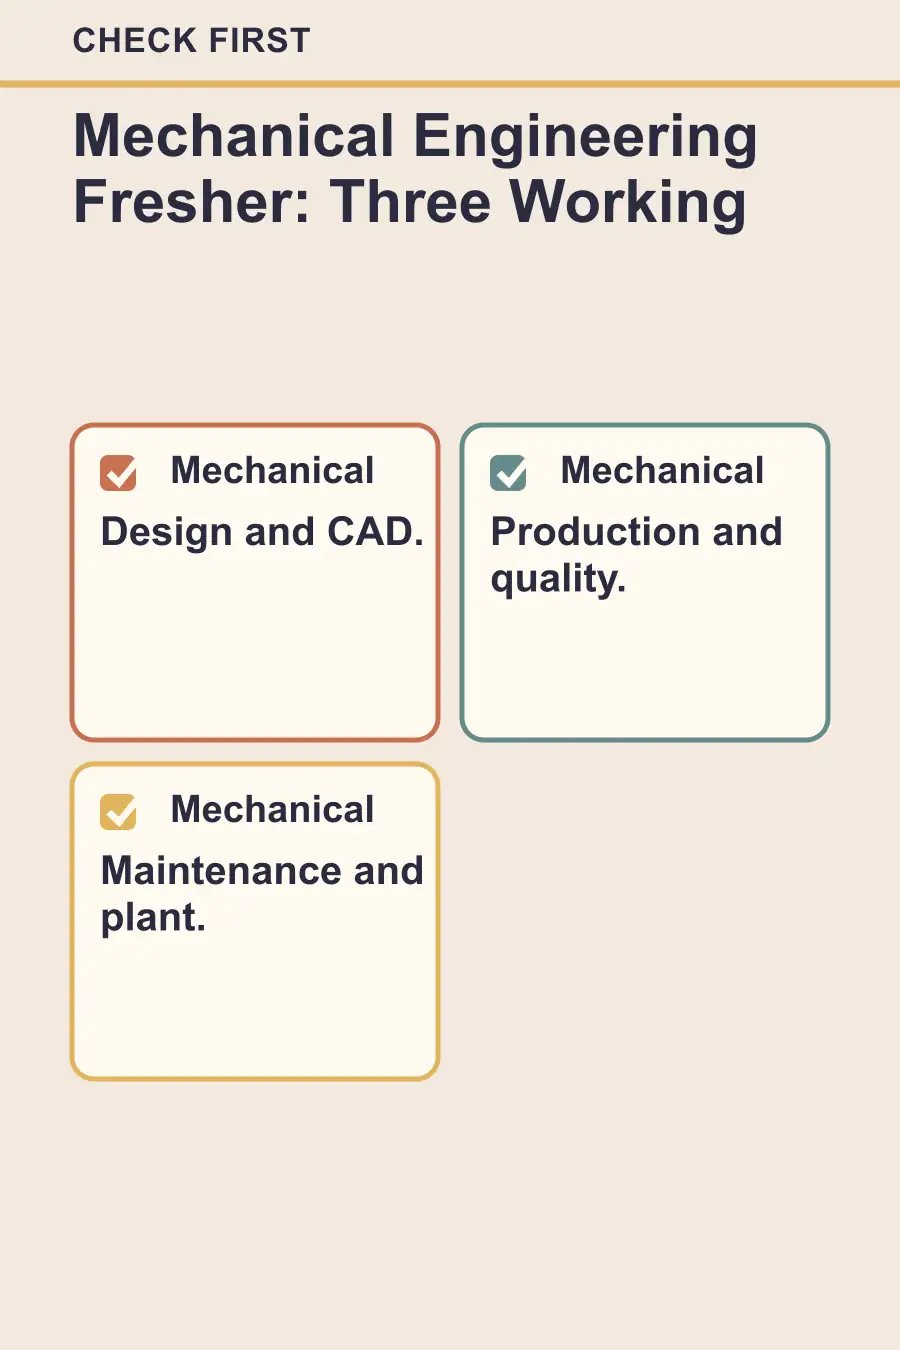 CHECK FIRST
Mechanical Engineering
Fresher: Three Working
Mechanical
Design and CAD.
Mechanical
Production and
quality.
Mechanical
Maintenance and
plant.